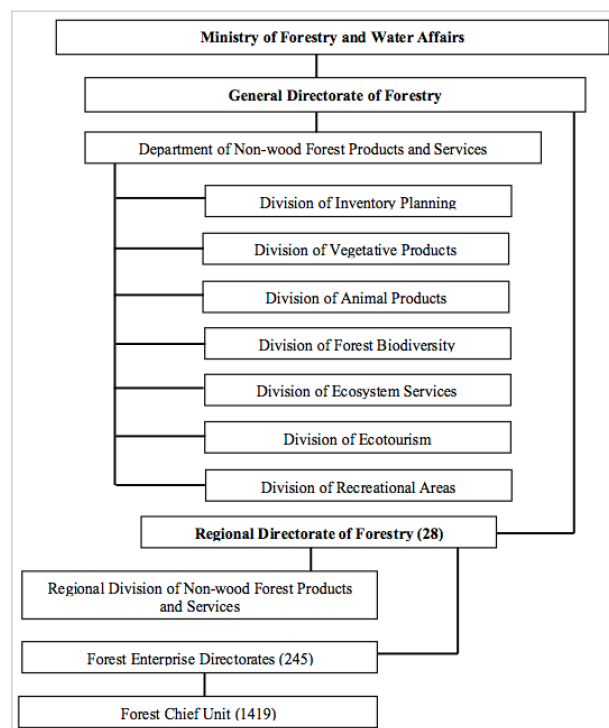 Ministry of Forestry and Water Affairs
General Directorate of Forestry
Department of Non-wood Forest Products and Services
Division of Inventory Planning
Division of Vegetative Products
Division of Animal Products
Division of Forest Biodiversity
Division of Ecosystem Services
Division of Ecotourism
Division of Recreational Areas
Regional Directorate of Forestry (28)
Regional Division of Non-wood Forest Products
and Services
Forest Enterprise Directorates (245)
Forest Chief Unit (1419)